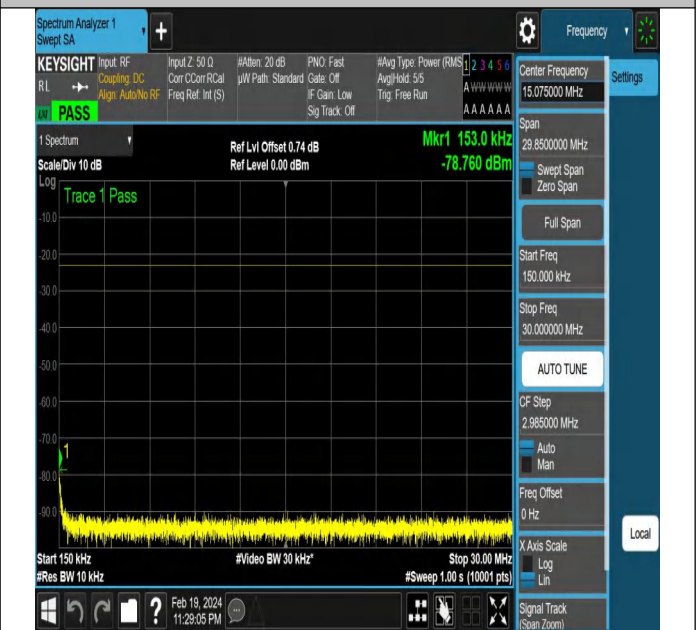 Spectrum Analyzer 1
Swept SA
+
Frequency
KEYSIGHT
RL
PASS
Input: RF
Coupling: DC
Align: Auto/No RF
Input Z: 50 Ω
Corr CCorr RCal
Freq Ref: Int (S)
#Atten: 20 dB
µW Path: Standard
PNO: Fast
Gate: Off
IF Gain: Low
Sig Track: Off
#Avg Type: Power (RMS
Avg|Hold: 5/5
Trig: Free Run
1 2 3 4 5 6
A W W W W W
A A A A A A
1 Spectrum
Scale/Div 10 dB
Ref Lvl Offset 0.74 dB
Ref Level 0.00 dBm
Mkr1 153.0 kHz
-78.760 dBm
Log
Trace 1 Pass
-10.0
-20.0
-30.0
-40.0
-50.0
-60.0
-70.0
-80.0
-90.0
1
Start 150 kHz
#Res BW 10 kHz
#Video BW 30 kHz*
Stop 30.00 MHz
#Sweep 1.00 s (10001 pts)
Feb 19, 2024
11:29:05 PM
Center Frequency
15.075000 MHz
Settings
Span
29.8500000 MHz
Swept Span
Zero Span
Full Span
Start Freq
150.000 kHz
Stop Freq
30.000000 MHz
AUTO TUNE
CF Step
2.985000 MHz
Auto
Man
Freq Offset
0 Hz
X Axis Scale
Log
Lin
Local
Signal Track
(Span Zoom)